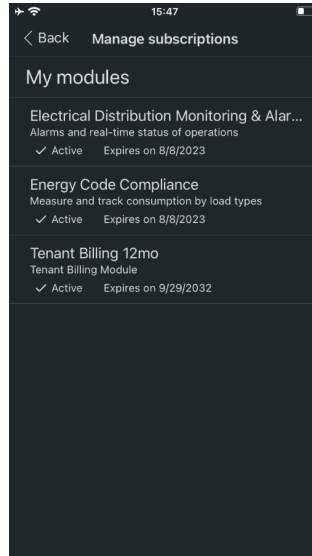 15:47
Back Manage subscriptions
My modules
Electrical Distribution Monitoring & Alar...
Alarms and real-time status of operations
Active Expires on 8/8/2023
Energy Code Compliance
Measure and track consumption by load types
Active Expires on 8/8/2023
Tenant Billing 12mo
Tenant Billing Module
Active Expires on 9/29/2032